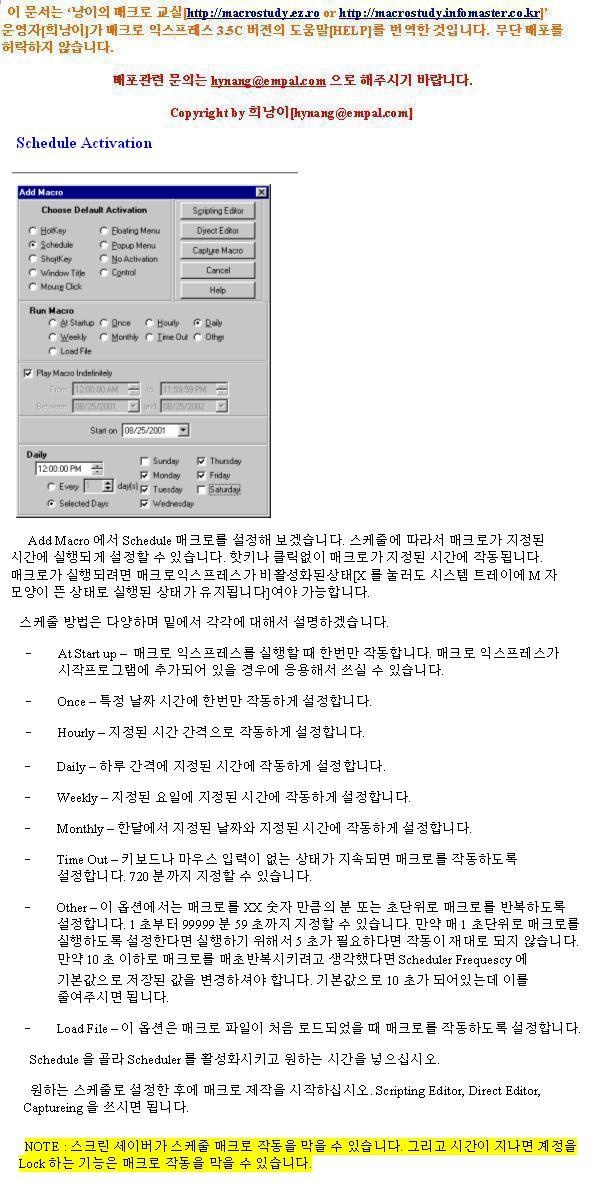 이 문서는 '낭이의 매크로 교실[http://macrostudy.ez.ro or http://macrostudy.infomaster.co.kr]'
운영자[희낭이]가 매크로 익스프레스 3.5C 버젼의 도움말[HELP]를 번역한 것입니다. 무단 배포를
허락하지 않습니다.
배포관련 문의는 hynang@empal.com 으로 해주시기 바랍니다.
Copyright by 희낭이[hynang@empal.com]
Schedule Activation
Add Macro
Choose Default Activation
HotKey
Floating Menu
Schedule
Popup Menu
ShortKey
No Activation
Window Title
Control
Mouse Click
Scripting Editor
Direct Editor
Capture Macro
Cancel
Help
Run Macro
At Startup Once Hourly Daily
Weekly Monthly Time Out Other
Load File
Play Macro Indefinitely
From 12:00:00 AM to 11:59:59 PM
Between 08/25/2001 and 08/25/2002
Start on 08/25/2001
Daily
12:00:00 PM
Every 1 day(s)
Selected Days
Sunday
Monday
Tuesday
Wednesday
Thursday
Friday
Saturday
Add Macro 에서 Schedule 매크로를 설정해 보겠습니다. 스케줄에 따라서 매크로가 지정된
시간에 실행되게 설정할 수 있습니다. 핫키나 클릭없이 매크로가 지정된 시간에 작동됩니다.
매크로가 실행되려면 매크로익스프레스가 비활성화된상태[X 를 눌러도 시스템 트레이에 M 자
모양이 뜬 상태로 실행된 상태가 유지됩니다]여야 가능합니다.
스케줄 방법은 다양하며 밑에서 각각에 대해서 설명하겠습니다.
- At Start up – 매크로 익스프레스를 실행할 때 한번만 작동합니다. 매크로 익스프레스가
시작프로그램에 추가되어 있을 경우에 응용해서 쓰실 수 있습니다.
- Once – 특정 날짜 시간에 한번만 작동하게 설정합니다.
- Hourly – 지정된 시간 간격으로 작동하게 설정합니다.
- Daily – 하루 간격에 지정된 시간에 작동하게 설정합니다.
- Weekly – 지정된 요일에 지정된 시간에 작동하게 설정합니다.
- Monthly – 한달에서 지정된 날짜와 지정된 시간에 작동하게 설정합니다.
- Time Out – 키보드나 마우스 입력이 없는 상태가 지속되면 매크로를 작동하도록
설정합니다. 720 분까지 지정할 수 있습니다.
- Other – 이 옵션에서는 매크로를 XX 숫자 만큼의 분 또는 초단위로 매크로를 반복하도록
설정합니다. 1 초부터 99999 분 59 초까지 지정할 수 있습니다. 만약 매 1 초단위로 매크로를
실행하도록 설정한다면 실행하기 위해서 5 초가 필요하다면 작동이 재대로 되지 않습니다.
만약 10 초 이하로 매크로를 매초반복시키려고 생각했다면 Scheduler Frequescy 에
기본값으로 저장된 값을 변경하셔야 합니다. 기본값으로 10 초가 되어있는데 이를
줄여주시면 됩니다.
- Load File – 이 옵션은 매크로 파일이 처음 로드되었을 때 매크로를 작동하도록 설정합니다.
Schedule 을 골라 Scheduler 를 활성화시키고 원하는 시간을 넣으십시오.
원하는 스케줄로 설정한 후에 매크로 제작을 시작하십시오. Scripting Editor, Direct Editor,
Captureing 을 쓰시면 됩니다.
NOTE : 스크린 세이버가 스케줄 매크로 작동을 막을 수 있습니다. 그리고 시간이 지나면 계정을
Lock 하는 기능은 매크로 작동을 막을 수 있습니다.